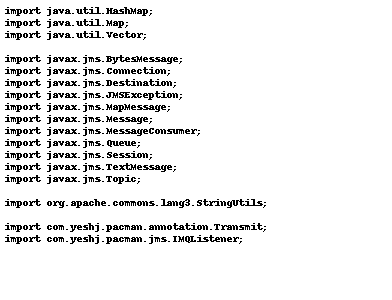 import java.util.HashMap;
import java.util.Map;
import java.util.Vector;
import javax.jms.BytesMessage;
import javax.jms.Connection;
import javax.jms.Destination;
import javax.jms.JMSException;
import javax.jms.MapMessage;
import javax.jms.Message;
import javax.jms.MessageConsumer;
import javax.jms.Queue;
import javax.jms.Session;
import javax.jms.TextMessage;
import javax.jms.Topic;
import org.apache.commons.lang3.StringUtils;
import com.yeshj.pacman.annotation.Transmit;
import com.yeshj.pacman.jms.IMQListener;